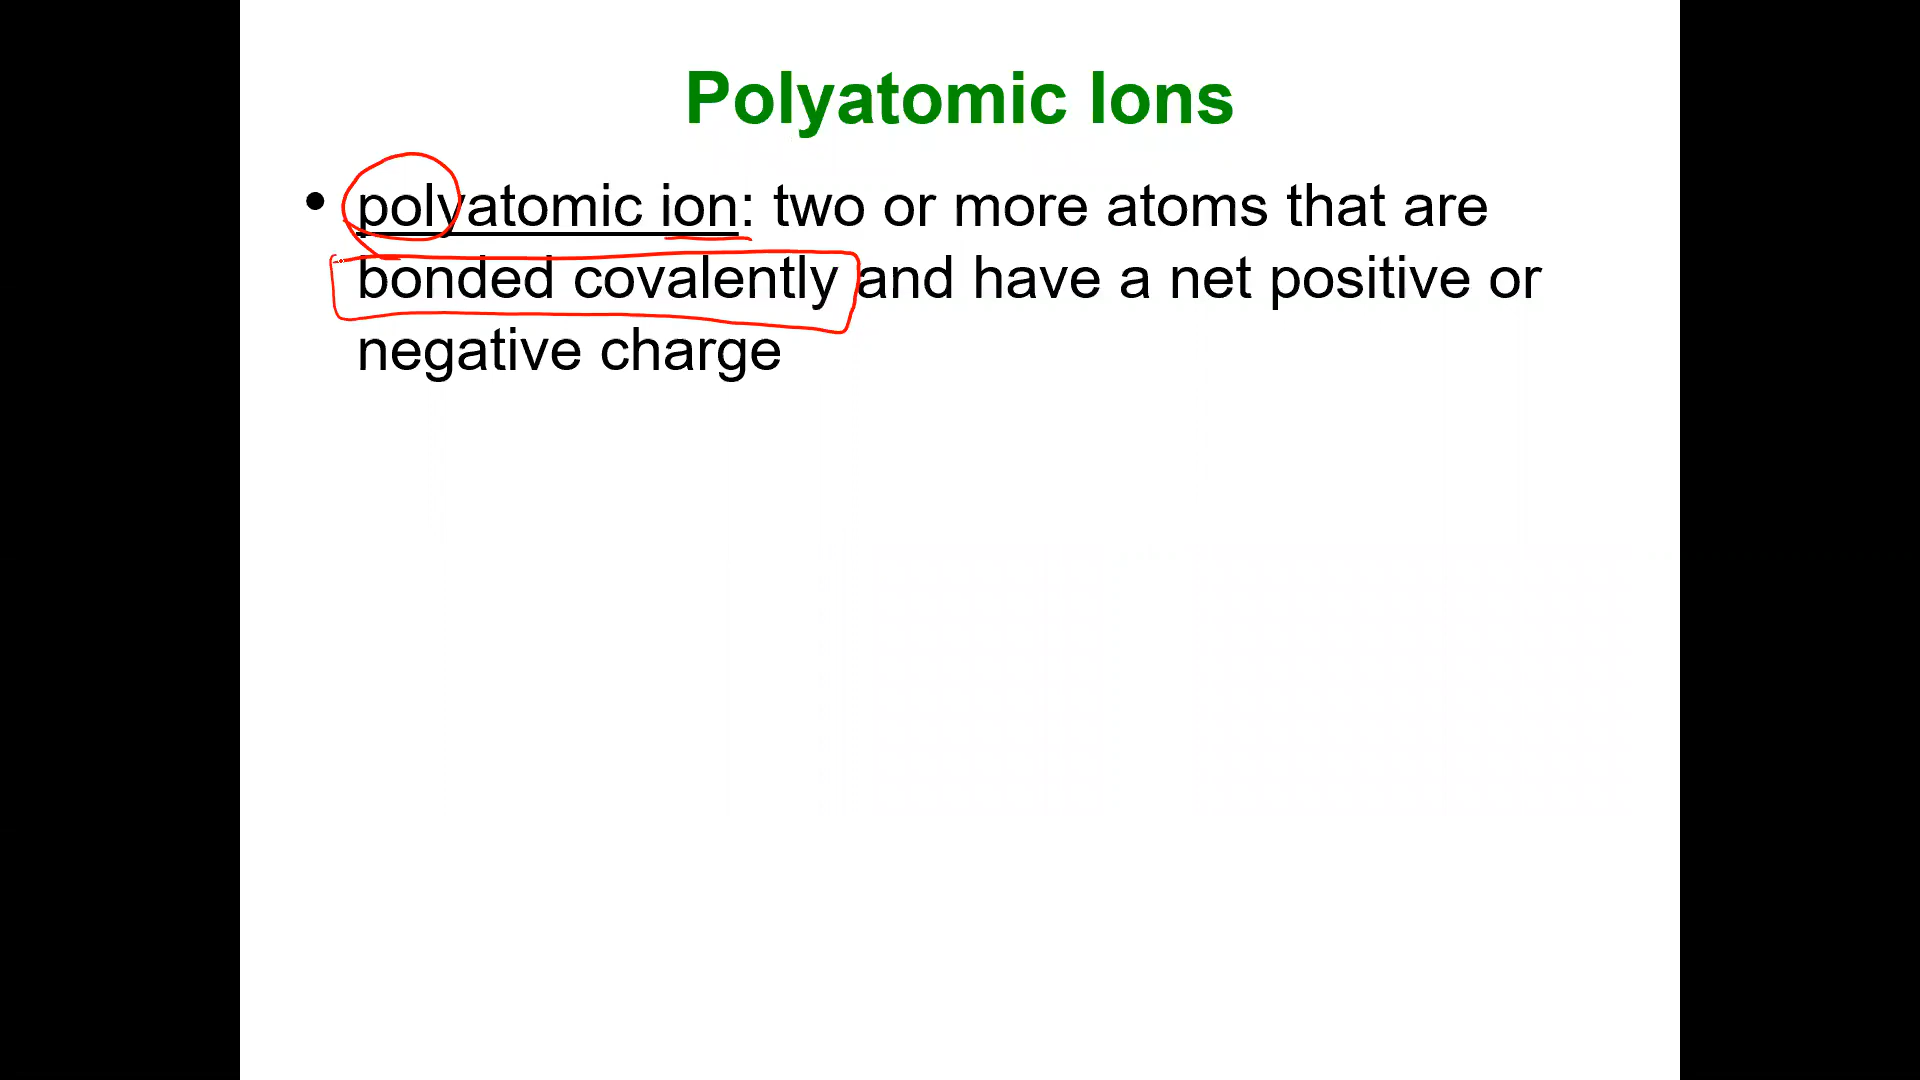 Polyatomic Ions
• polyatomic ion: two or more atoms that are
bonded covalently and have a net positive or
negative charge